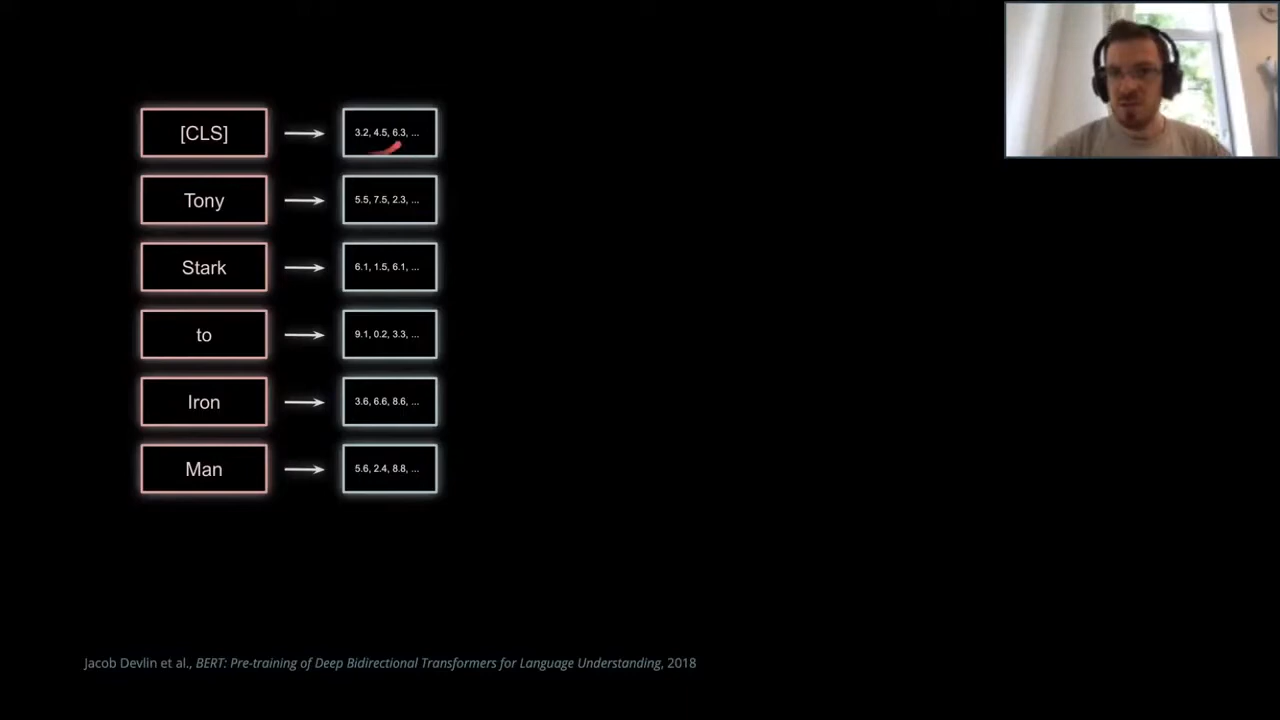 [CLS]
3.2, 4.5, 6.3, ...
Tony
5.5, 7.5, 2.3, ...
Stark
6.1, 1.5, 6.1, ...
to
9.1, 0.2, 3.3, ...
Iron
3.6, 6.6, 8.6, ...
Man
5.6, 2.4, 8.8, ...
Jacob Devlin et al., BERT: Pre-training of Deep Bidirectional Transformers for Language Understanding, 2018